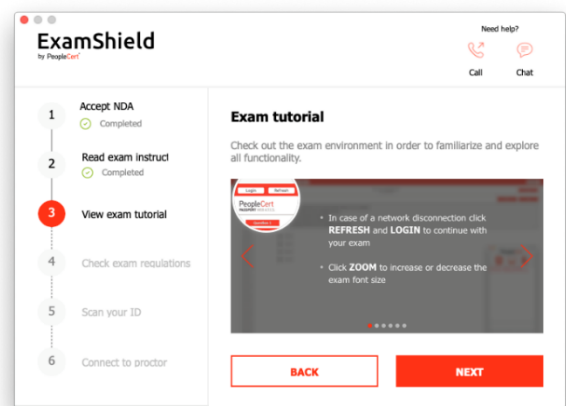 Need help?
ExamShield
by PeopleCert
Call
Chat
1
Accept NDA
Completed
2
Read exam instruct
Completed
3
View exam tutorial
4
Check exam regulations
5
Scan your ID
6
Connect to proctor
Exam tutorial
Check out the exam environment in order to familiarize and explore
all functionality.
Login
Refresh
PeopleCert
• In case of a network disconnection click
REFRESH and LOGIN to continue with
your exam
• Click ZOOM to increase or decrease the
exam font size
BACK
NEXT